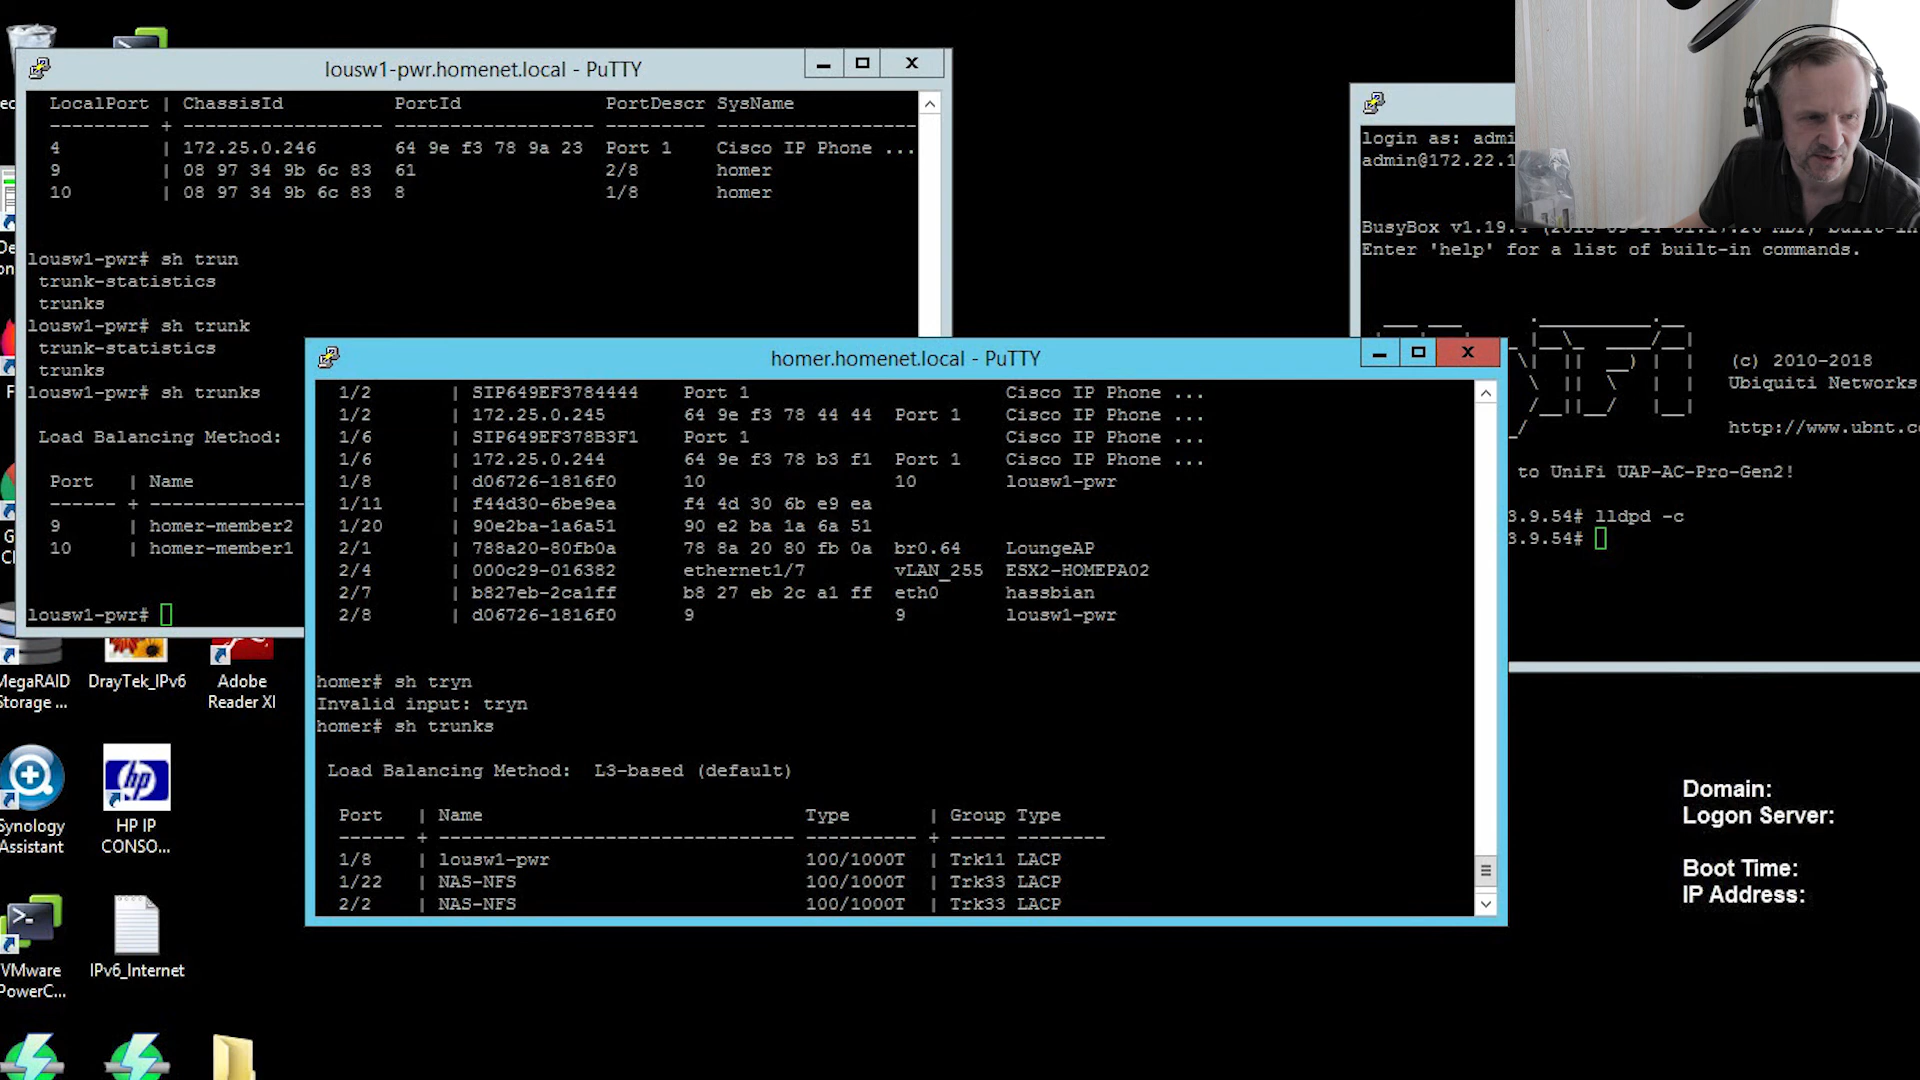 lousw1-pwr.homenet.local - PuTTY
LocalPort | ChassisId PortId PortDescr SysName
--------- + ------------------ ------------------ --------- ------------------
4 | 172.25.0.246 64 9e f3 78 9a 23 Port 1 Cisco IP Phone ...
9 | 08 97 34 9b 6c 83 61 2/8 homer
10 | 08 97 34 9b 6c 83 8 1/8 homer
lousw1-pwr# sh trun
trunk-statistics
trunks
lousw1-pwr# sh trunk
trunk-statistics
trunks
lousw1-pwr# sh trunks
Load Balancing Method:
Port | Name
------ + --------------
9 | homer-member2
10 | homer-member1
lousw1-pwr#
login as: admi
admin@172.22.1
Enter 'help' for a list of built-in commands.
(c) 2010-2018
Ubiquiti Networks
http://www.ubnt.c
to UniFi UAP-AC-Pro-Gen2!
3.9.54# lldpd -c
3.9.54#
homer.homenet.local - PuTTY
1/2 | SIP649EF3784444 Port 1 Cisco IP Phone ...
1/2 | 172.25.0.245 64 9e f3 78 44 44 Port 1 Cisco IP Phone ...
1/6 | SIP649EF378B3F1 Port 1 Cisco IP Phone ...
1/6 | 172.25.0.244 64 9e f3 78 b3 f1 Port 1 Cisco IP Phone ...
1/8 | d06726-1816f0 10 10 lousw1-pwr
1/11 | f44d30-6be9ea f4 4d 30 6b e9 ea
1/20 | 90e2ba-1a6a51 90 e2 ba 1a 6a 51
2/1 | 788a20-80fb0a 78 8a 20 80 fb 0a br0.64 LoungeAP
2/4 | 000c29-016382 ethernet1/7 vLAN_255 ESX2-HOMEPA02
2/7 | b827eb-2ca1ff b8 27 eb 2c a1 ff eth0 hassbian
2/8 | d06726-1816f0 9 9 lousw1-pwr
homer# sh tryn
Invalid input: tryn
homer# sh trunks
Load Balancing Method: L3-based (default)
Port | Name Type | Group Type
------ + -------------------------------- ---------- + ----- --------
1/8 | lousw1-pwr 100/1000T | Trk11 LACP
1/22 | NAS-NFS 100/1000T | Trk33 LACP
2/2 | NAS-NFS 100/1000T | Trk33 LACP
MegaRAID
Storage ...
DrayTek_IPv6
Adobe
Reader XI
Synology
Assistant
HP IP
CONSO...
VMware
PowerC...
IPv6_Internet
Domain:
Logon Server:
Boot Time:
IP Address: